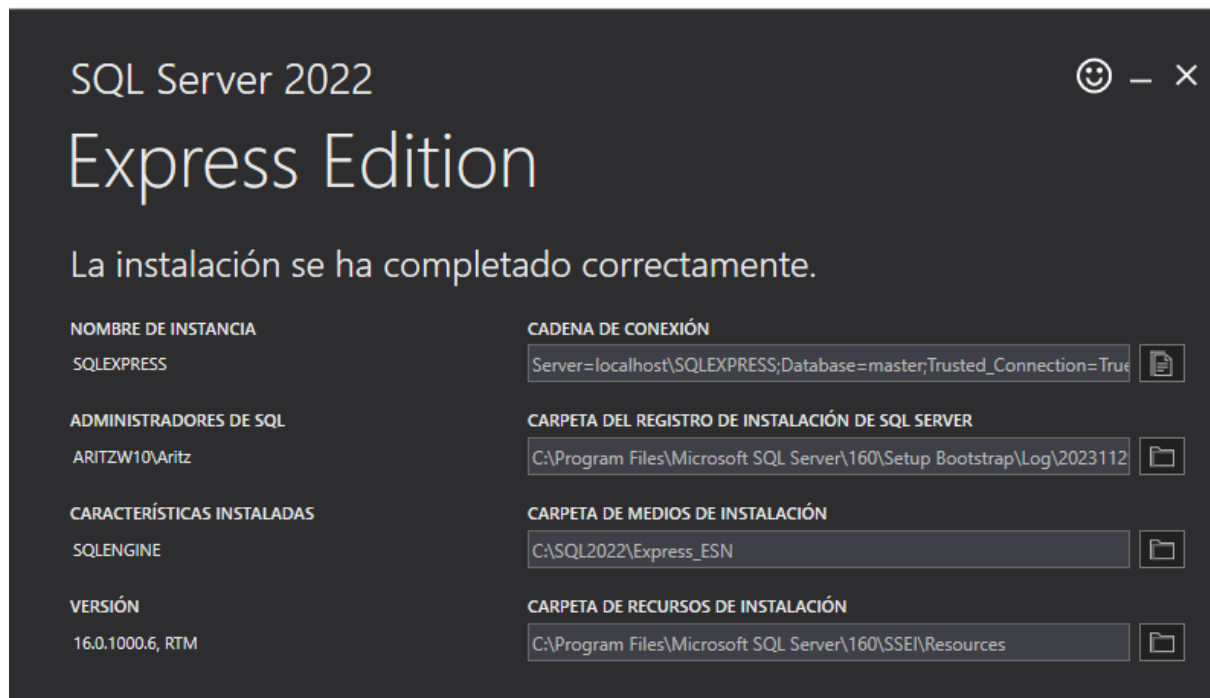 SQL Server 2022
Express Edition
La instalación se ha completado correctamente.
NOMBRE DE INSTANCIA
SQLEXPRESS
CADENA DE CONEXIÓN
Server=localhost\SQLEXPRESS;Database=master;Trusted_Connection=True
ADMINISTRADORES DE SQL
ARITZW10\Aritz
CARPETA DEL REGISTRO DE INSTALACIÓN DE SQL SERVER
C:\Program Files\Microsoft SQL Server\160\Setup Bootstrap\Log\2023112
CARACTERÍSTICAS INSTALADAS
SQLENGINE
CARPETA DE MEDIOS DE INSTALACIÓN
C:\SQL2022\Express_ESN
VERSIÓN
16.0.1000.6, RTM
CARPETA DE RECURSOS DE INSTALACIÓN
C:\Program Files\Microsoft SQL Server\160\SSEI\Resources